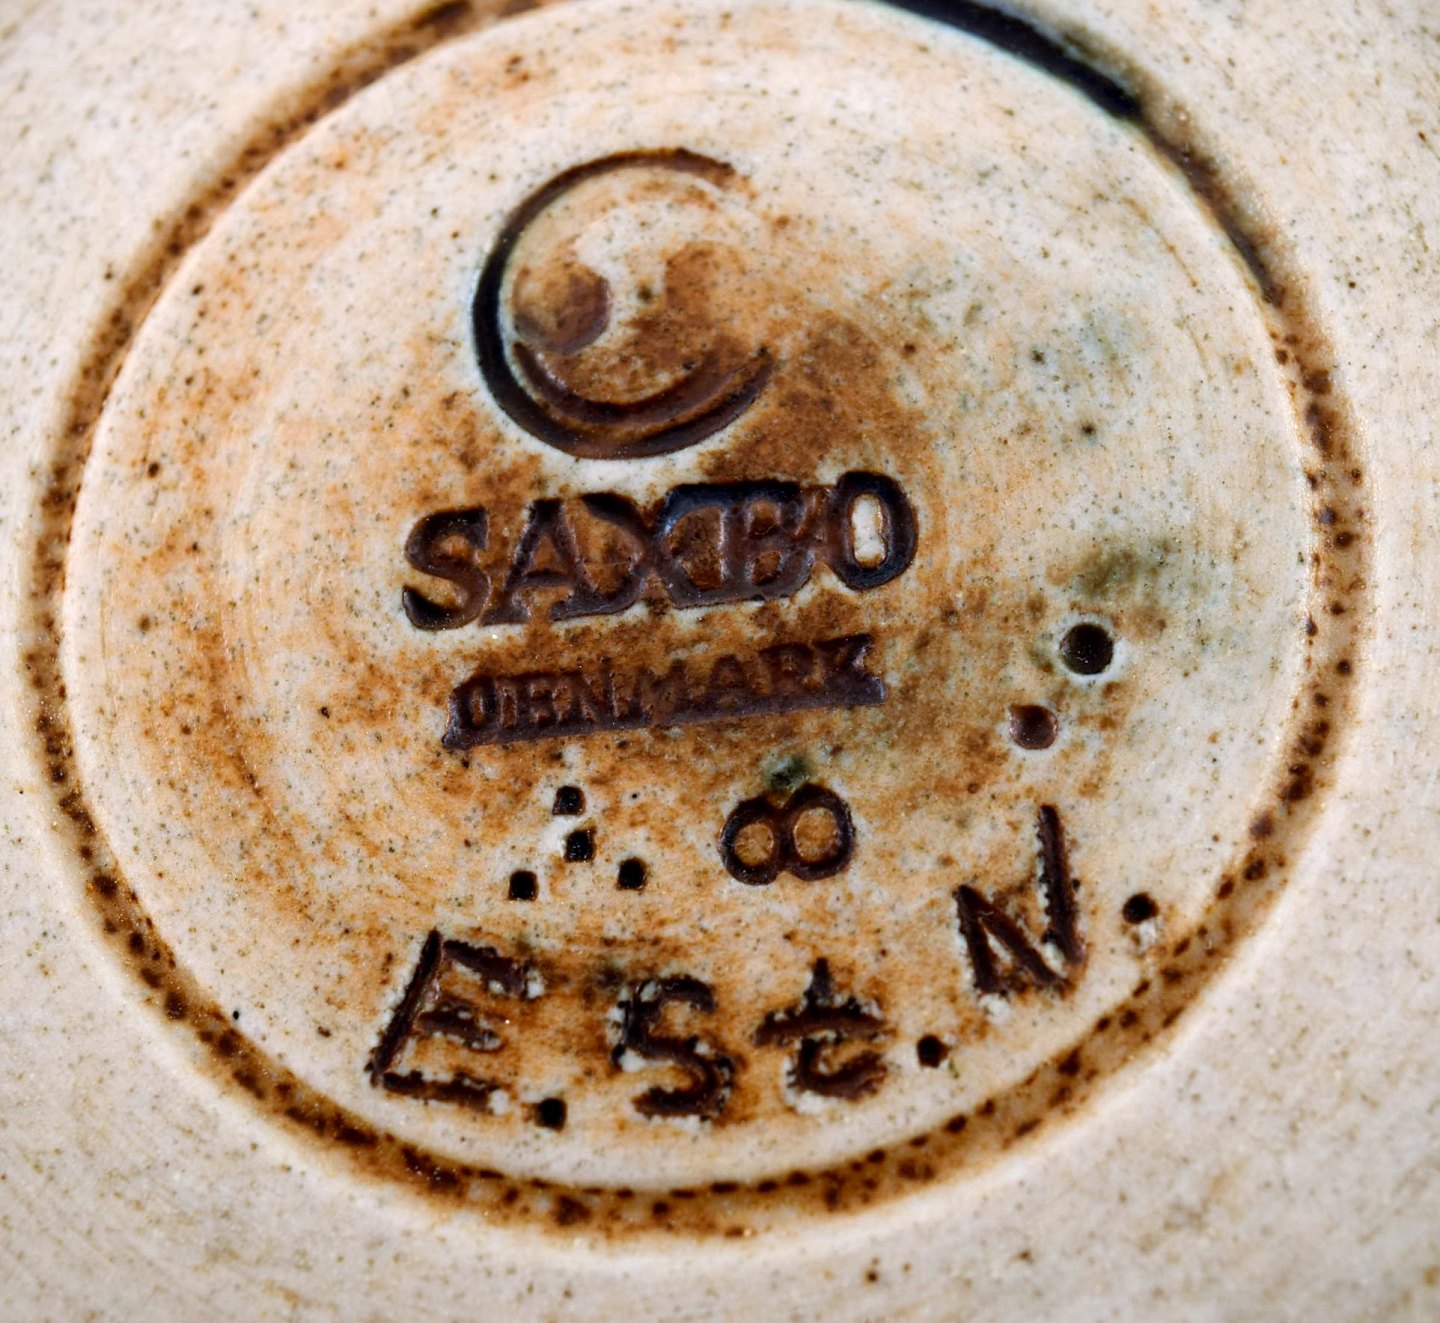 SAXBO
DENMARK
8
E.St.N.